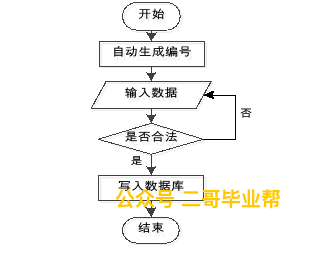 开始
自动生成编号
输入数据
否
是否合法
是
写入数据库
公众号 二哥毕业帮
结束